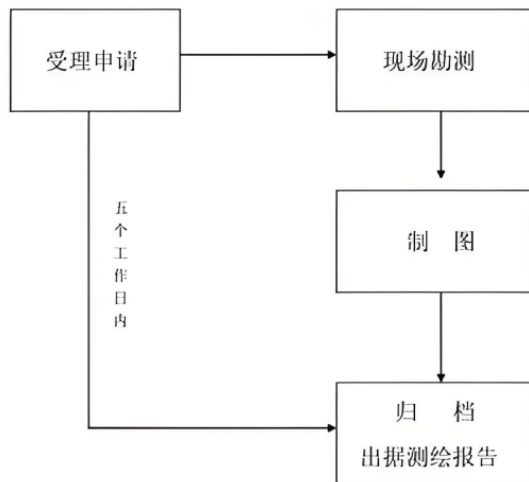 受理申请
现场勘测
五个工作日内
制 图
归 档
出据测绘报告